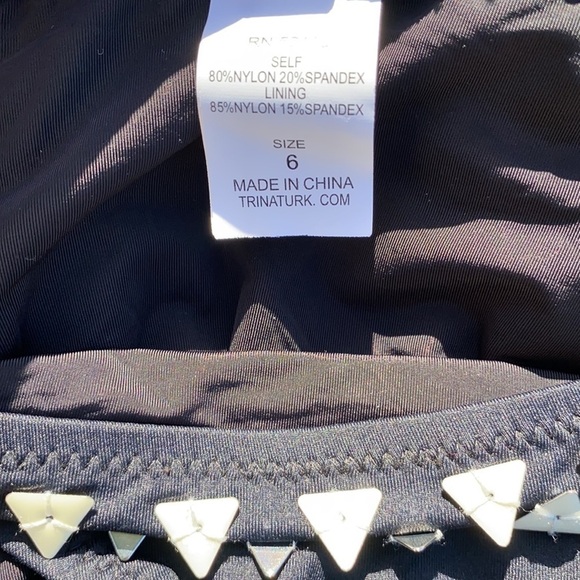 SELF
80%NYLON 20%SPANDEX
LINING
85%NYLON 15%SPANDEX
SIZE
6
MADE IN CHINA
TRINATURK. COM